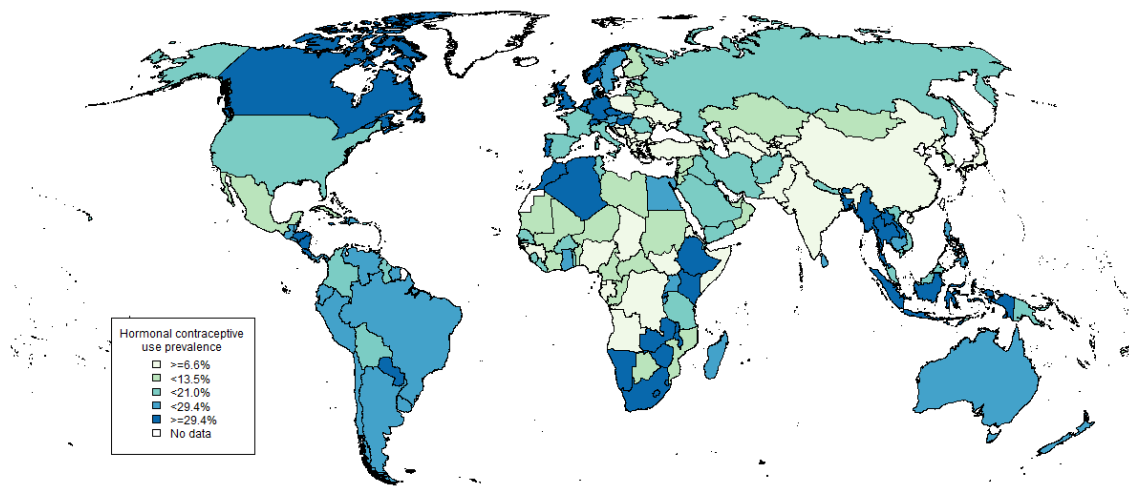 Hormonal contraceptive
use prevalence
>=6.6%
<13.5%
<21.0%
<29.4%
>=29.4%
No data